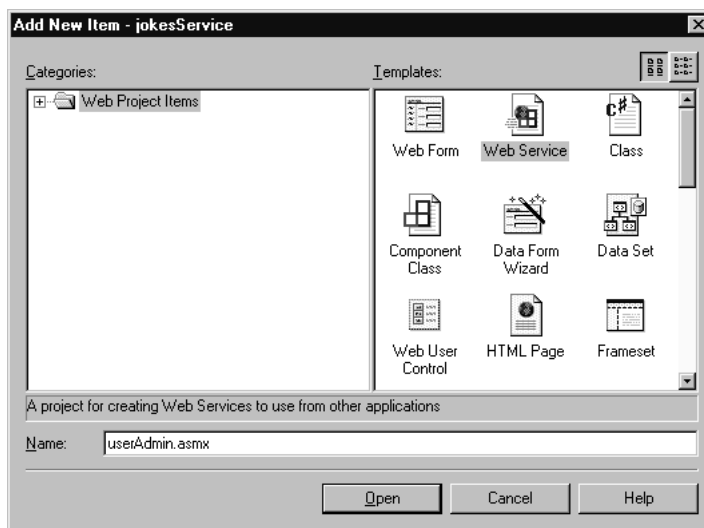 Add New Item - jokesService
Categories:
Templates:
Web Project Items
Web Form
Web Service
C#
Class
Component
Class
Data Form
Wizard
Data Set
Web User
Control
HTML Page
Frameset
A project for creating Web Services to use from other applications
Name:
userAdmin.asmx
Open
Cancel
Help